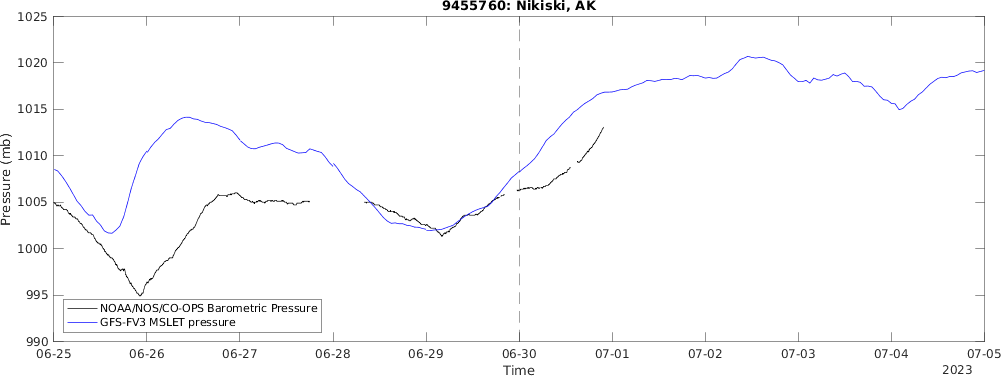 9455760: Nikiski, AK
1025
1020
1015
1010
1005
1000
995
990
Pressure (mb)
NOAA/NOS/CO-OPS Barometric Pressure
GFS-FV3 MSLET pressure
06-25 06-26 06-27 06-28 06-29 06-30 07-01 07-02 07-03 07-04 07-05
Time
2023